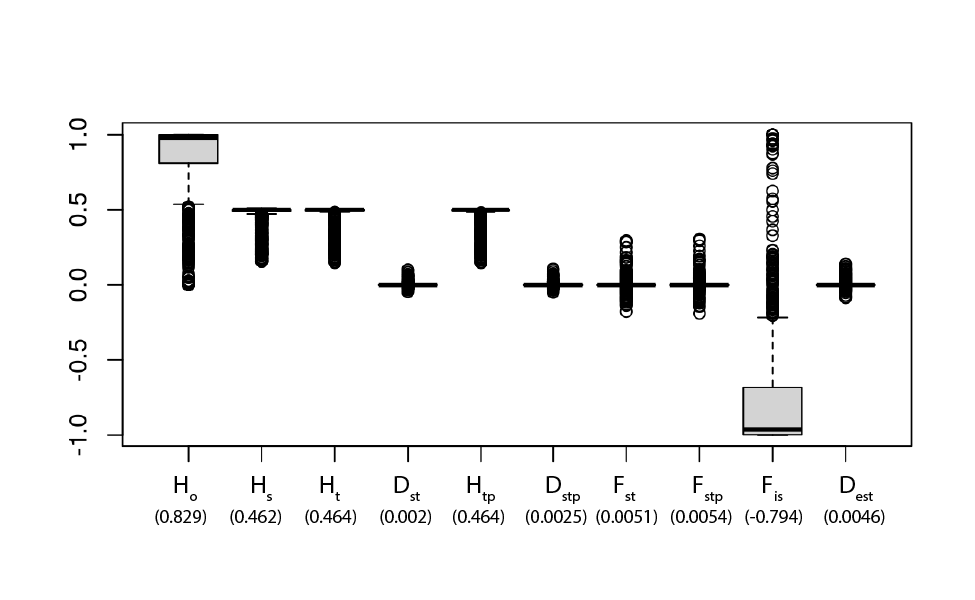 1.0
0.5
0.0
-0.5
-1.0
Ho Hs Ht Dst Htp Dstp Fst Fstp Fis Dest
(0.829) (0.462) (0.464) (0.002) (0.464) (0.0025) (0.0051) (0.0054) (-0.794) (0.0046)